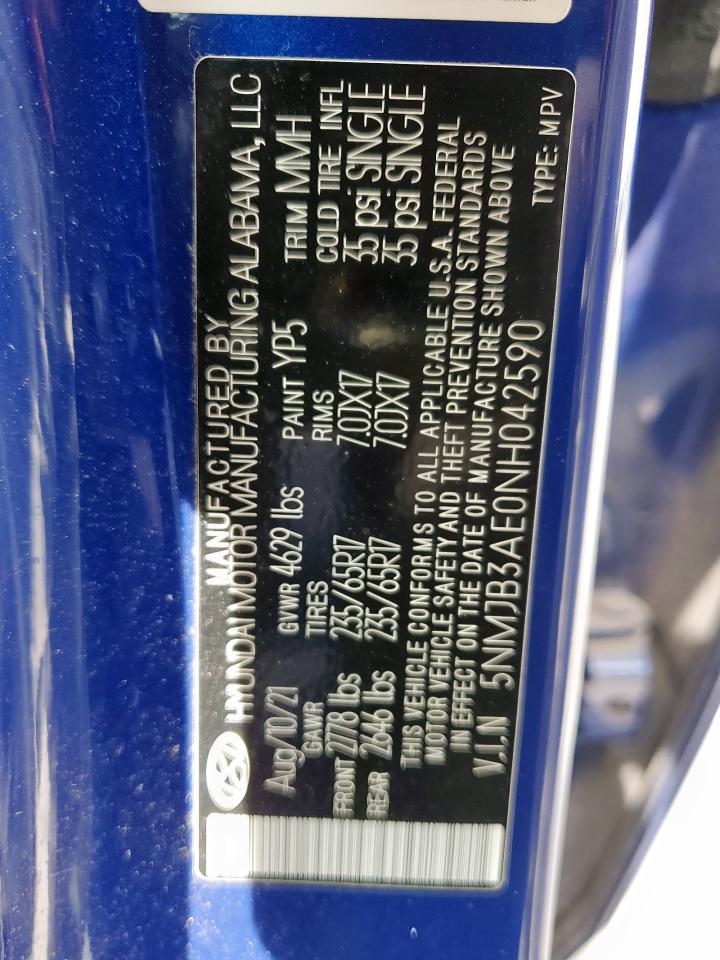 MANUFACTURED BY
HYUNDAI MOTOR MANUFACTURING ALABAMA, LLC
Aug/10/21 GVWR 4629 lbs PAINT YP5 TRIM MMH
GAWR TIRES RIMS COLD TIRE INFL
FRONT 2778 lbs 235/65R17 7.0JX17 35 psi SINGLE
REAR 2646 lbs 235/65R17 7.0JX17 35 psi SINGLE
THIS VEHICLE CONFORMS TO ALL APPLICABLE U.S.A. FEDERAL
MOTOR VEHICLE SAFETY AND THEFT PREVENTION STANDARDS
IN EFFECT ON THE DATE OF MANUFACTURE SHOWN ABOVE
V.I.N 5NMJB3AE0NH042590 TYPE: MPV